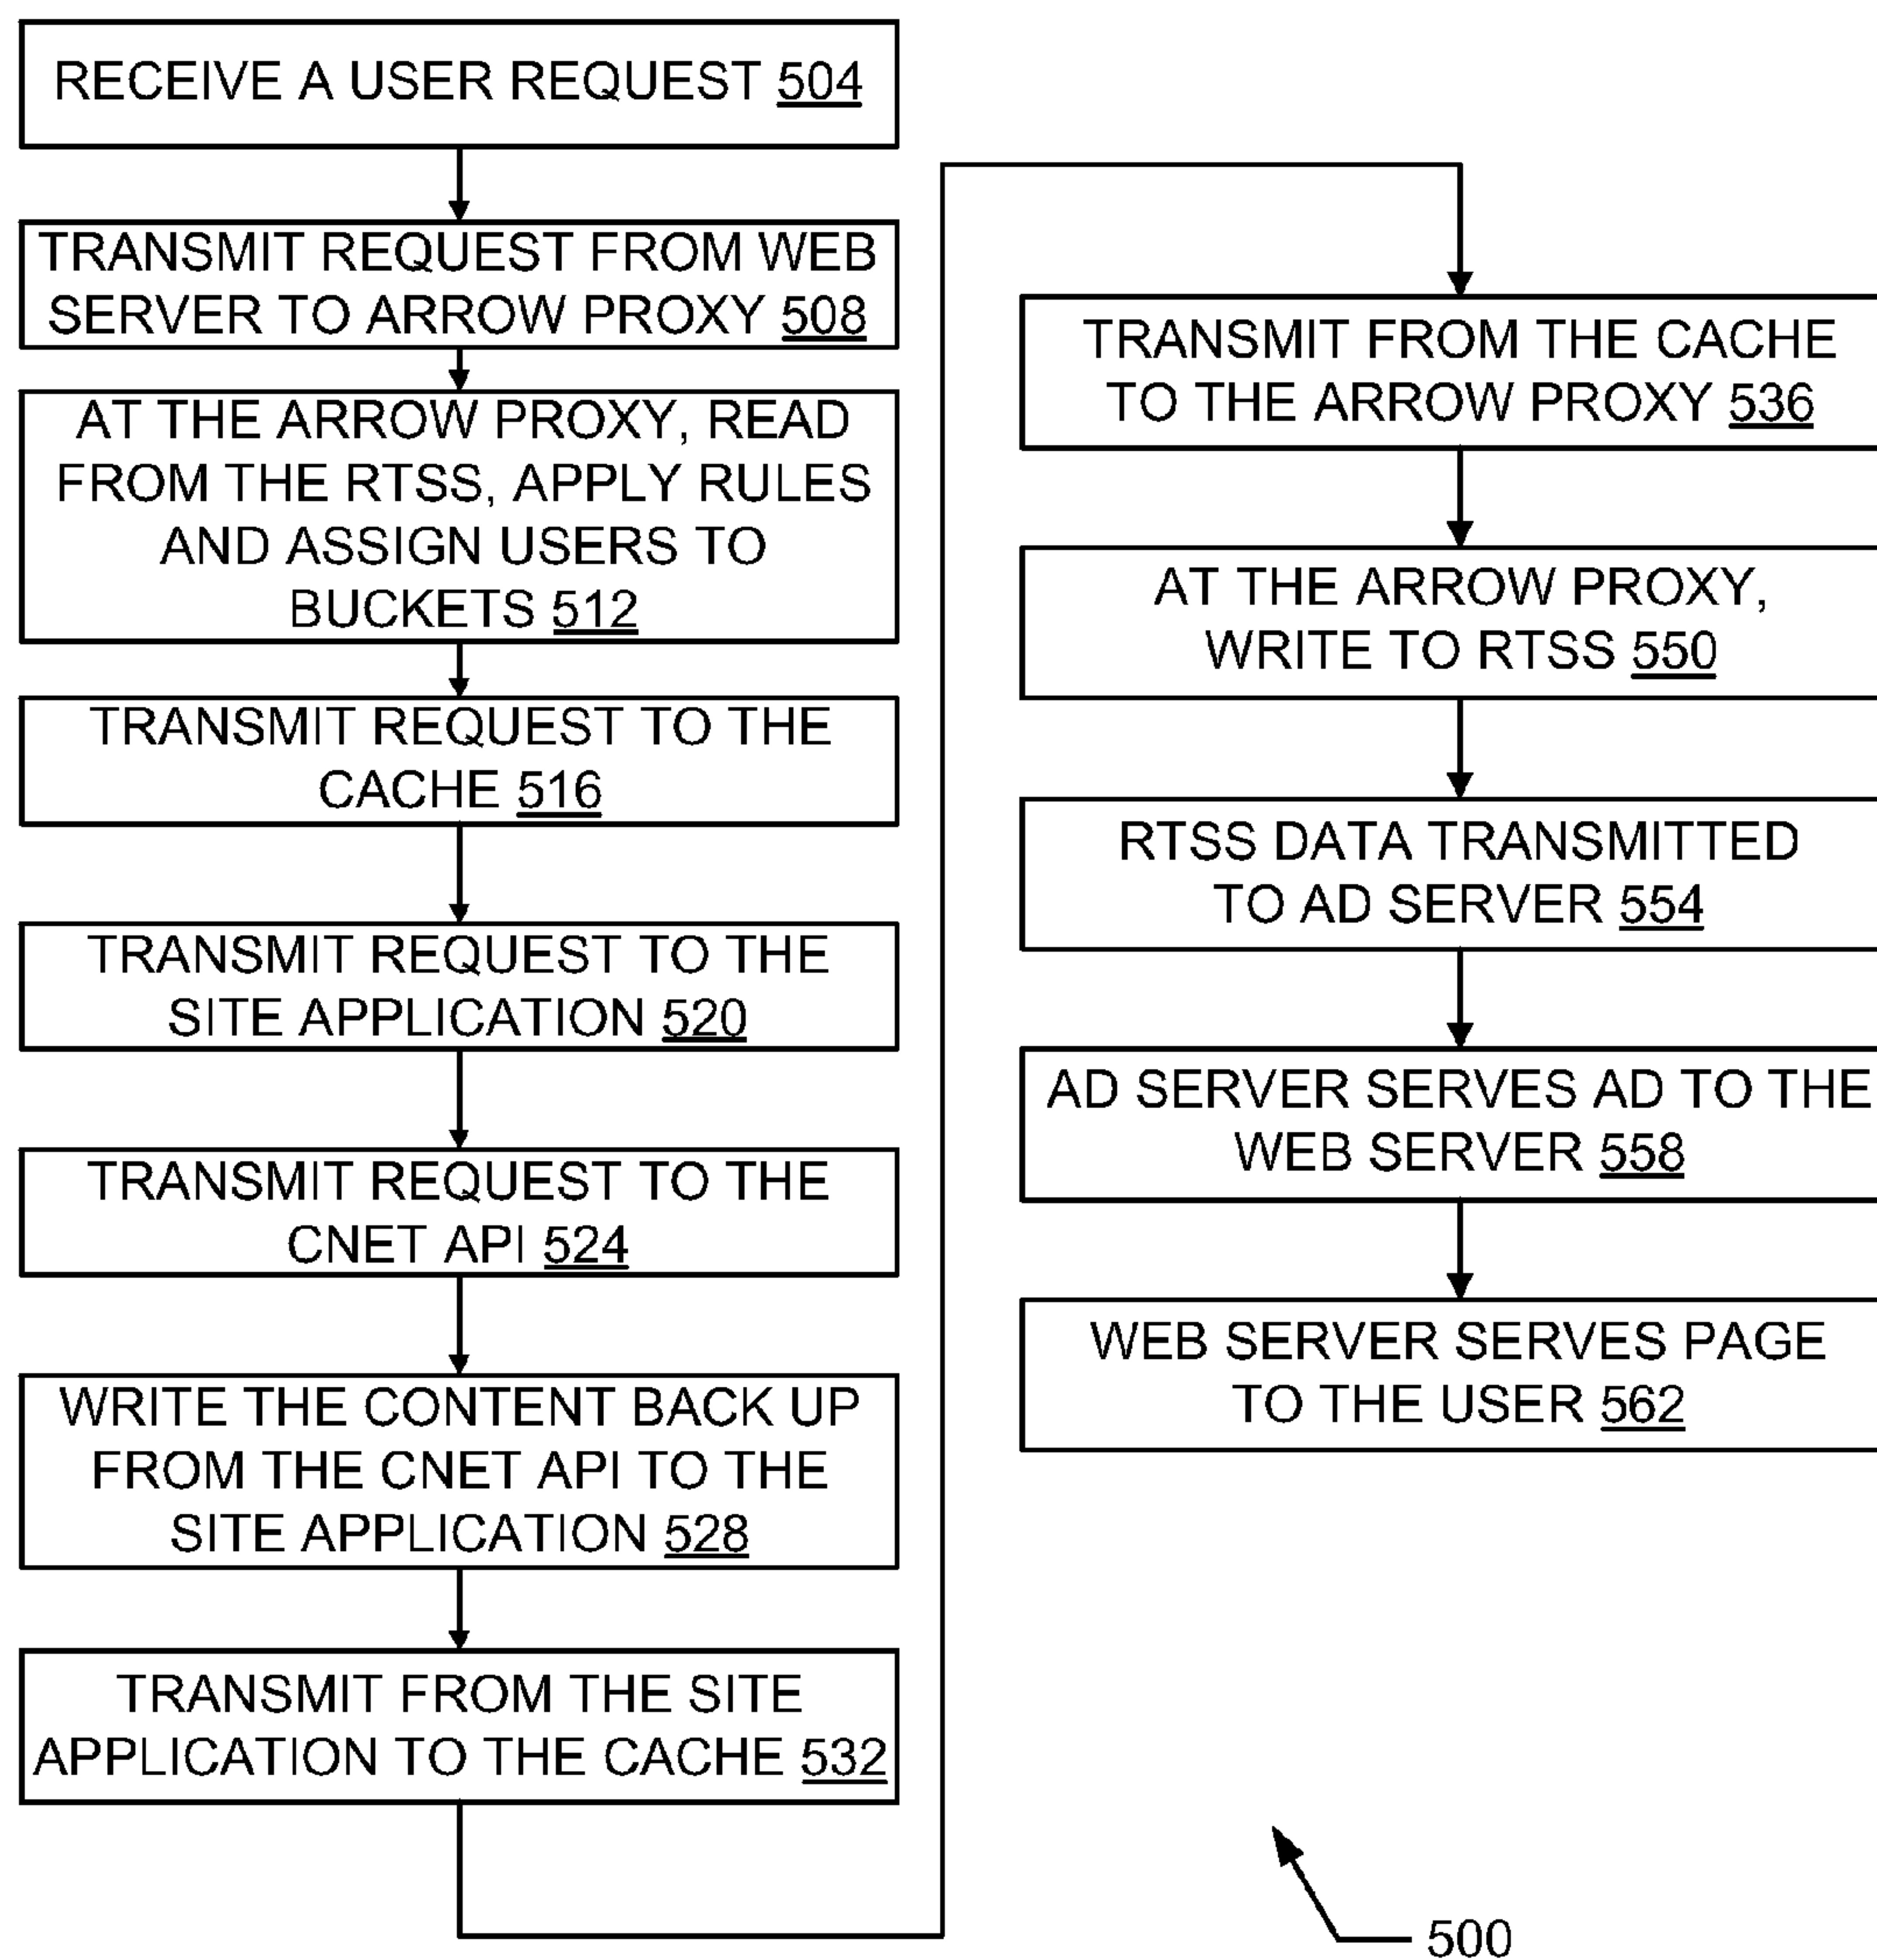 RECEIVE A USER REQUEST 504
TRANSMIT REQUEST FROM WEB
SERVER TO ARROW PROXY 508
AT THE ARROW PROXY, READ
FROM THE RTSS, APPLY RULES
AND ASSIGN USERS TO
BUCKETS 512
TRANSMIT REQUEST TO THE
CACHE 516
TRANSMIT REQUEST TO THE
SITE APPLICATION 520
TRANSMIT REQUEST TO THE
CNET API 524
WRITE THE CONTENT BACK UP
FROM THE CNET API TO THE
SITE APPLICATION 528
TRANSMIT FROM THE SITE
APPLICATION TO THE CACHE 532
TRANSMIT FROM THE CACHE
TO THE ARROW PROXY 536
AT THE ARROW PROXY,
WRITE TO RTSS 550
RTSS DATA TRANSMITTED
TO AD SERVER 554
AD SERVER SERVES AD TO THE
WEB SERVER 558
WEB SERVER SERVES PAGE
TO THE USER 562
500